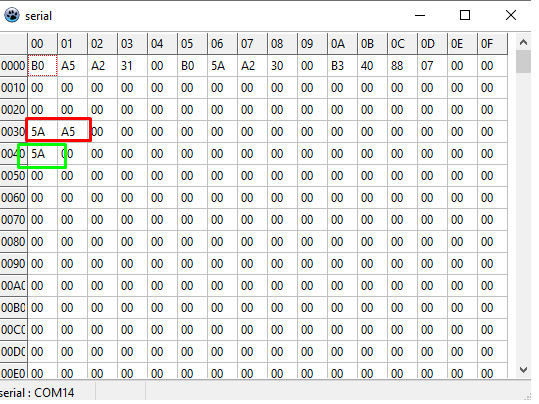 serial
00 01 02 03 04 05 06 07 08 09 0A 0B 0C 0D 0E 0F
0000 B0 A5 A2 31 00 B0 5A A2 30 00 B3 40 88 07 00 00
0010 00 00 00 00 00 00 00 00 00 00 00 00 00 00 00 00
0020 00 00 00 00 00 00 00 00 00 00 00 00 00 00 00 00
0030 5A A5 00 00 00 00 00 00 00 00 00 00 00 00 00 00
0040 5A 00 00 00 00 00 00 00 00 00 00 00 00 00 00 00
0050 00 00 00 00 00 00 00 00 00 00 00 00 00 00 00 00
0060 00 00 00 00 00 00 00 00 00 00 00 00 00 00 00 00
0070 00 00 00 00 00 00 00 00 00 00 00 00 00 00 00 00
0080 00 00 00 00 00 00 00 00 00 00 00 00 00 00 00 00
0090 00 00 00 00 00 00 00 00 00 00 00 00 00 00 00 00
00A0 00 00 00 00 00 00 00 00 00 00 00 00 00 00 00 00
00B0 00 00 00 00 00 00 00 00 00 00 00 00 00 00 00 00
00C0 00 00 00 00 00 00 00 00 00 00 00 00 00 00 00 00
00D0 00 00 00 00 00 00 00 00 00 00 00 00 00 00 00 00
00E0 00 00 00 00 00 00 00 00 00 00 00 00 00 00 00 00
serial : COM14